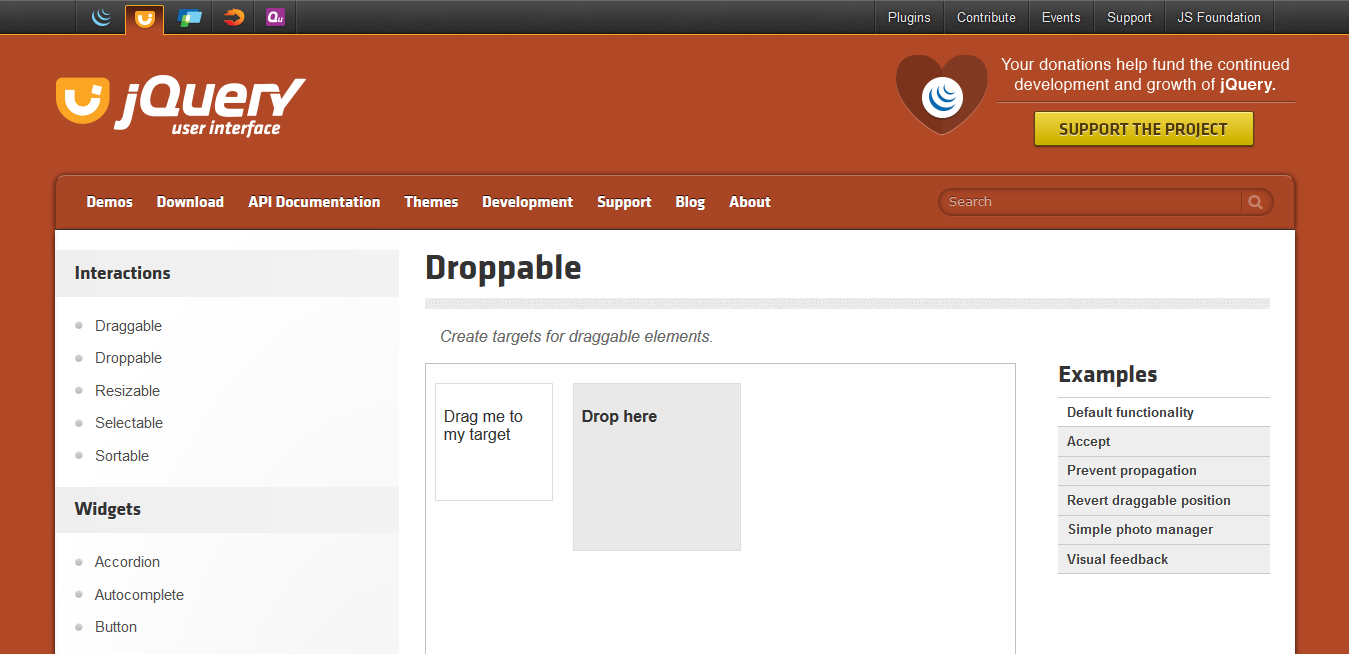 Qu
Plugins
Contribute
Events
Support
JS Foundation
jQuery
user interface
Your donations help fund the continued
development and growth of jQuery.
SUPPORT THE PROJECT
Demos
Download
API Documentation
Themes
Development
Support
Blog
About
Search
Interactions
Draggable
Droppable
Resizable
Selectable
Sortable
Widgets
Accordion
Autocomplete
Button
Droppable
Create targets for draggable elements.
Drag me to
my target
Drop here
Examples
Default functionality
Accept
Prevent propagation
Revert draggable position
Simple photo manager
Visual feedback